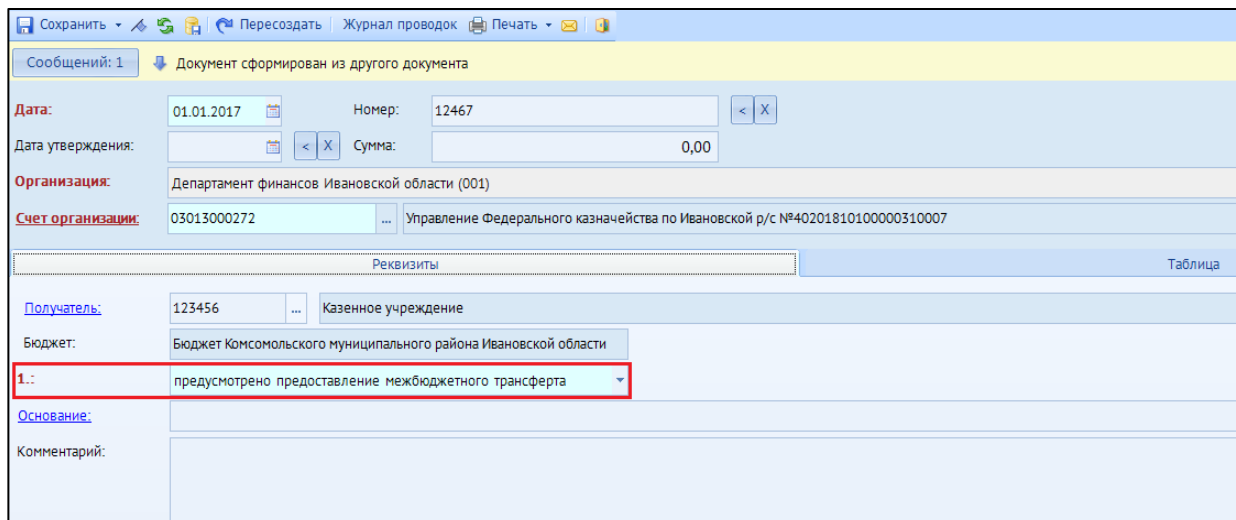 Сохранить Пересоздать Журнал проводок Печать
Сообщений: 1 Документ сформирован из другого документа
Дата: 01.01.2017 Номер: 12467 < X
Дата утверждения: < X Сумма: 0,00
Организация: Департамент финансов Ивановской области (001)
Счет организации: 03013000272 ... Управление Федерального казначейства по Ивановской р/с №40201810100000310007
Реквизиты Таблица
Получатель: 123456 ... Казенное учреждение
Бюджет: Бюджет Комсомольского муниципального района Ивановской области
1.: предусмотрено предоставление межбюджетного трансферта
Основание:
Комментарий: